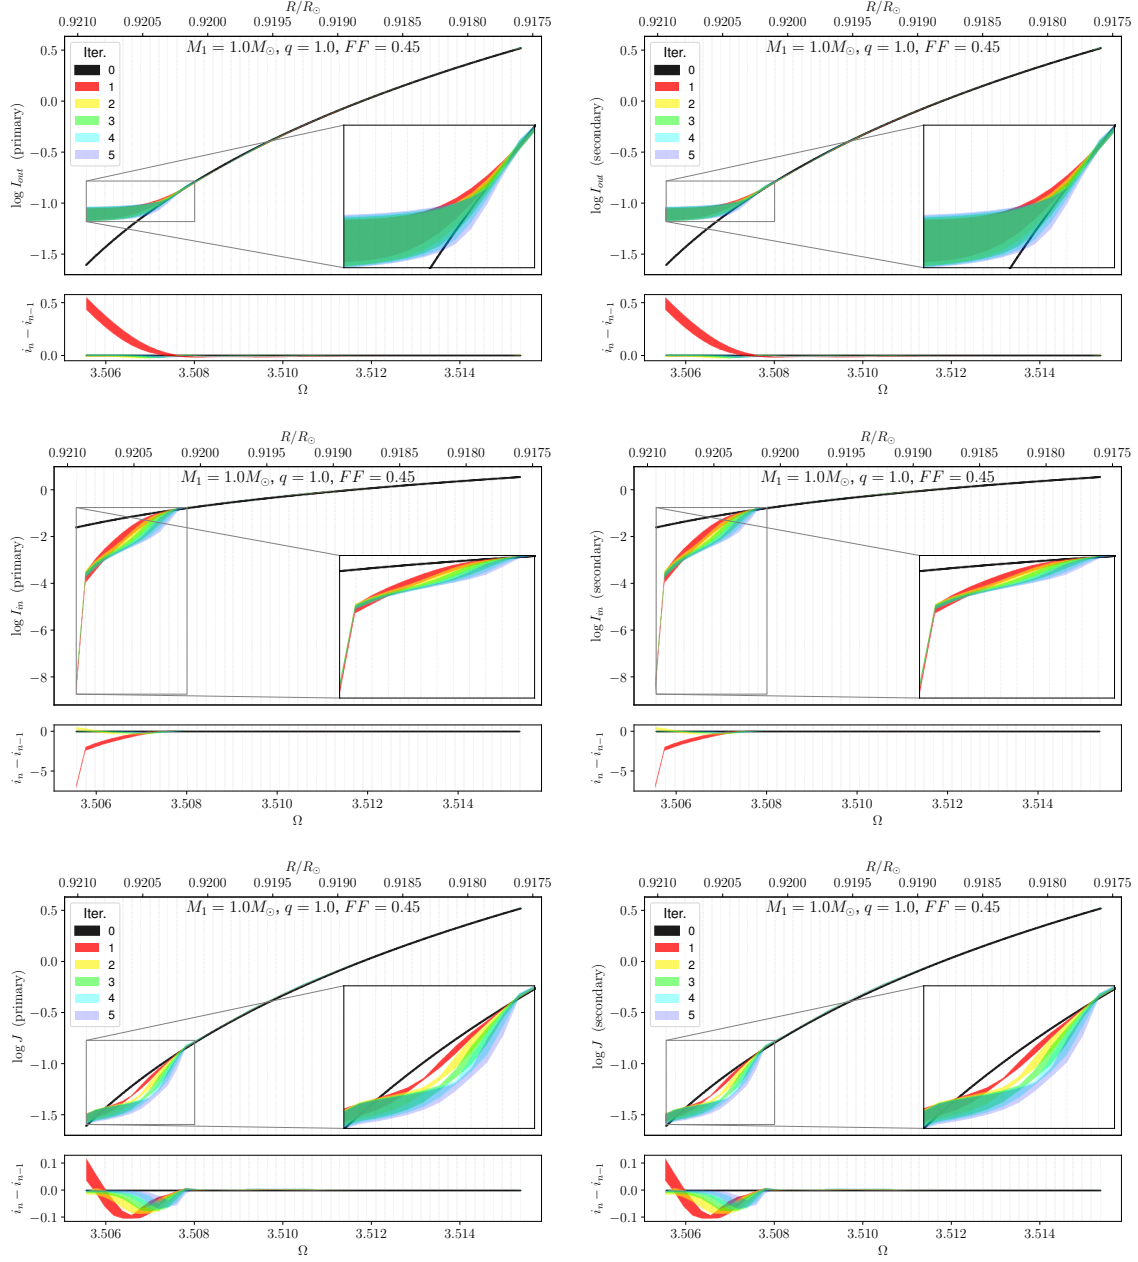 R/R⊙
0.9210 0.9205 0.9200 0.9195 0.9190 0.9185 0.9180 0.9175
M₁ = 1.0M⊙, q = 1.0, FF = 0.45
Iter.
0
1
2
3
4
5
log I_out (primary)
0.5
0.0
−0.5
−1.0
−1.5
i_n − i_{n−1}
0.5
0.0
3.506 3.508 3.510 3.512 3.514
Ω
R/R⊙
0.9210 0.9205 0.9200 0.9195 0.9190 0.9185 0.9180 0.9175
M₁ = 1.0M⊙, q = 1.0, FF = 0.45
Iter.
0
1
2
3
4
5
log I_out (secondary)
0.5
0.0
−0.5
−1.0
−1.5
i_n − i_{n−1}
0.5
0.0
3.506 3.508 3.510 3.512 3.514
Ω
R/R⊙
0.9210 0.9205 0.9200 0.9195 0.9190 0.9185 0.9180 0.9175
M₁ = 1.0M⊙, q = 1.0, FF = 0.45
log I_in (primary)
0
−2
−4
−6
−8
i_n − i_{n−1}
0
−5
3.506 3.508 3.510 3.512 3.514
Ω
R/R⊙
0.9210 0.9205 0.9200 0.9195 0.9190 0.9185 0.9180 0.9175
M₁ = 1.0M⊙, q = 1.0, FF = 0.45
log I_in (secondary)
0
−2
−4
−6
−8
i_n − i_{n−1}
0
−5
3.506 3.508 3.510 3.512 3.514
Ω
R/R⊙
0.9210 0.9205 0.9200 0.9195 0.9190 0.9185 0.9180 0.9175
M₁ = 1.0M⊙, q = 1.0, FF = 0.45
Iter.
0
1
2
3
4
5
log J (primary)
0.5
0.0
−0.5
−1.0
−1.5
i_n − i_{n−1}
0.1
0.0
−0.1
3.506 3.508 3.510 3.512 3.514
Ω
R/R⊙
0.9210 0.9205 0.9200 0.9195 0.9190 0.9185 0.9180 0.9175
M₁ = 1.0M⊙, q = 1.0, FF = 0.45
Iter.
0
1
2
3
4
5
log J (secondary)
0.5
0.0
−0.5
−1.0
−1.5
i_n − i_{n−1}
0.1
0.0
−0.1
3.506 3.508 3.510 3.512 3.514
Ω